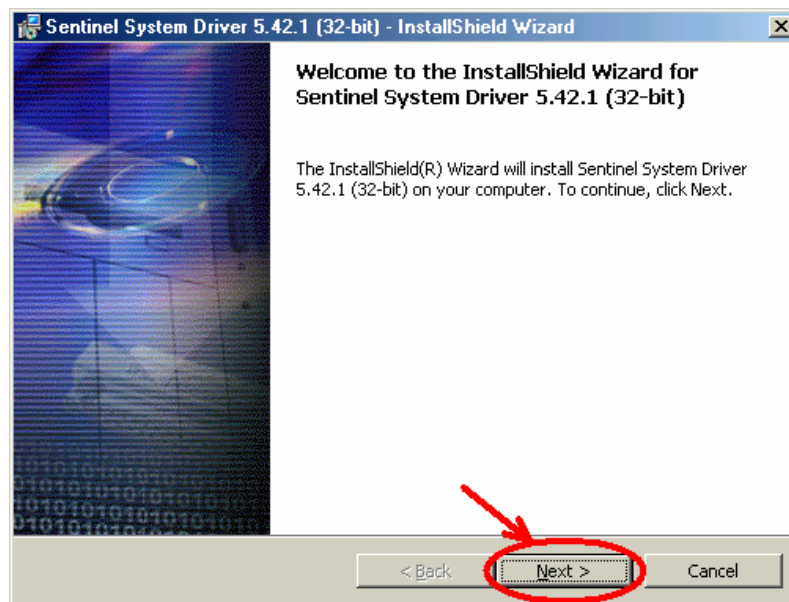 Sentinel System Driver 5.42.1 (32-bit) - InstallShield Wizard
Welcome to the InstallShield Wizard for
Sentinel System Driver 5.42.1 (32-bit)
The InstallShield(R) Wizard will install Sentinel System Driver
5.42.1 (32-bit) on your computer. To continue, click Next.
< Back
Next >
Cancel